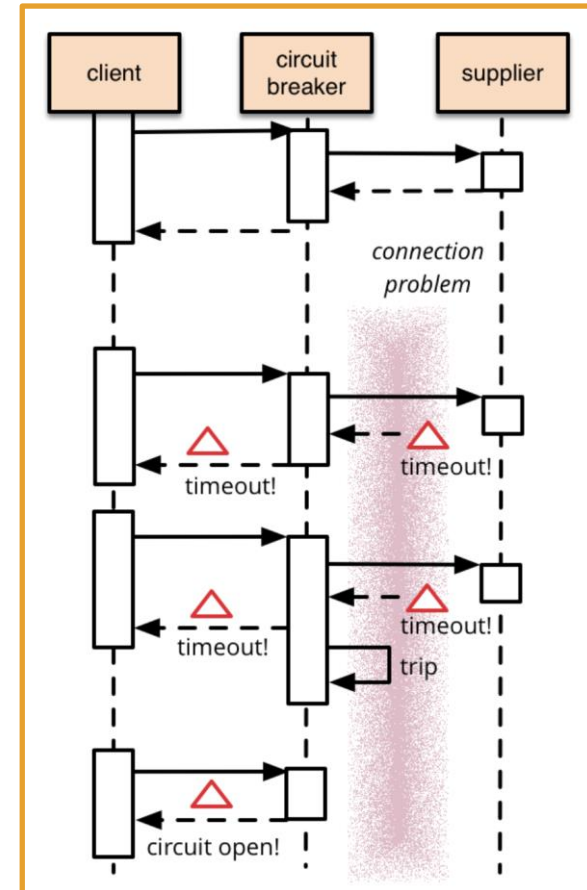 client
circuit
breaker
supplier
connection
problem
timeout!
timeout!
timeout!
timeout!
trip
circuit open!